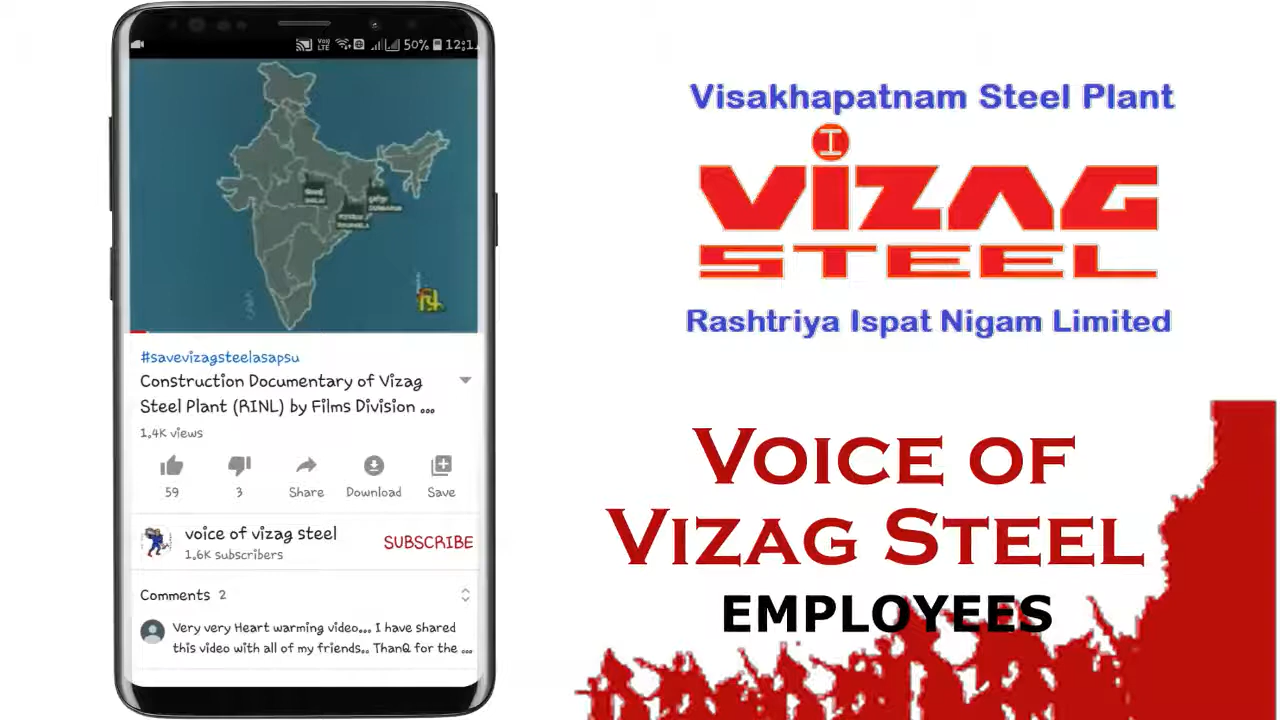 Vo) LTE 50% 12:1
#savevizagsteelasapsu
Construction Documentary of Vizag
Steel Plant (RINL) by Films Division ...
1.4K views
59 3 Share Download Save
voice of vizag steel
1.6K subscribers
SUBSCRIBE
Comments 2
Very very Heart warming video... I have shared
this video with all of my friends.. ThanQ for the ...
Visakhapatnam Steel Plant
VIZAG
STEEL
Rashtriya Ispat Nigam Limited
VOICE OF
VIZAG STEEL
EMPLOYEES